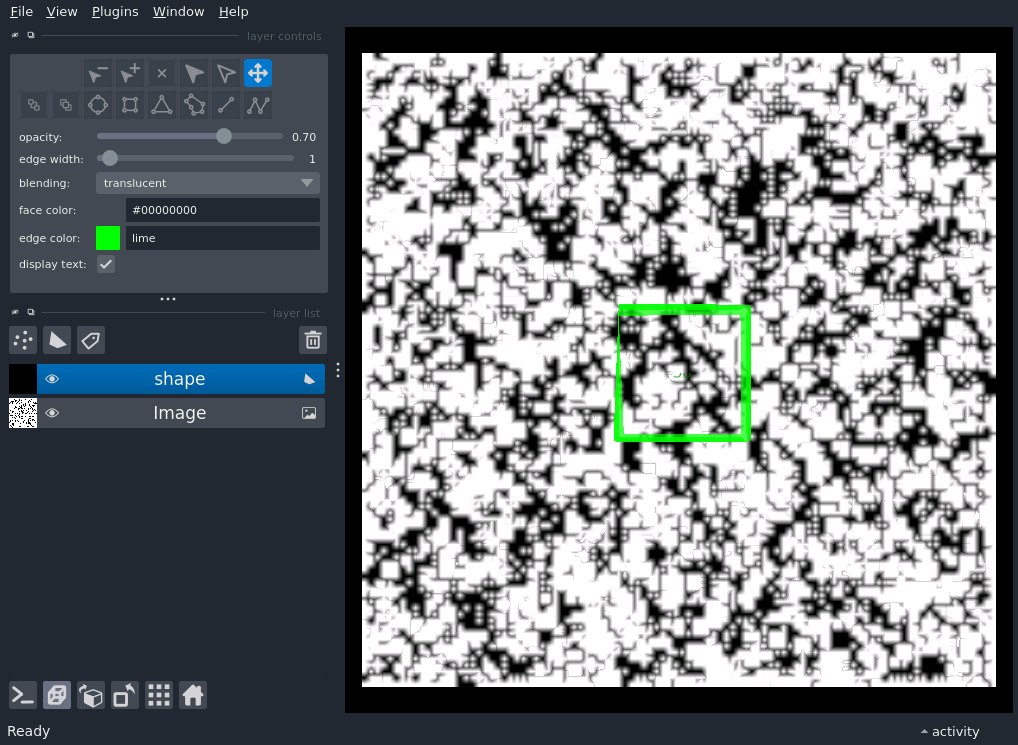 File View Plugins Window Help
layer controls
opacity: 0.70
edge width: 1
blending: translucent
face color: #00000000
edge color: lime
display text:
layer list
shape
Image
Ready
activity